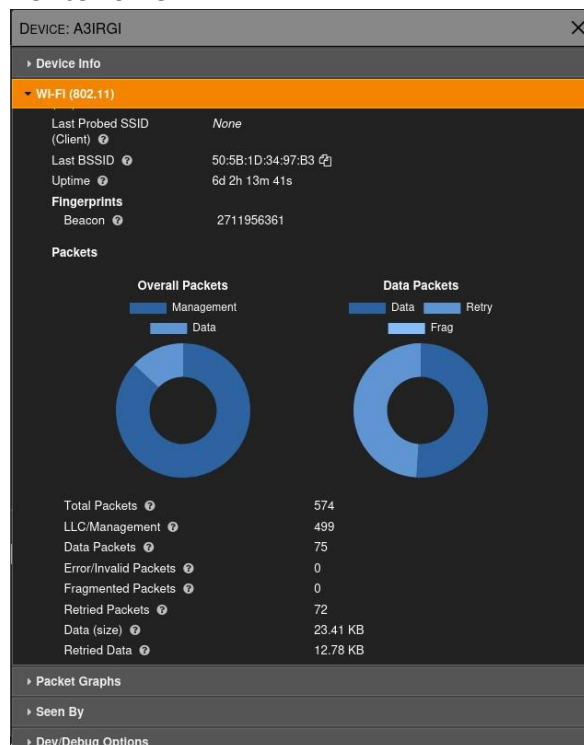 DEVICE: A3IRGI
Device Info
Wi-Fi (802.11)
Last Probed SSID None
(Client)
Last BSSID 50:5B:1D:34:97:B3
Uptime 6d 2h 13m 41s
Fingerprints
Beacon 2711956361
Packets
Overall Packets
Management
Data
Data Packets
Data Retry
Frag
Total Packets 574
LLC/Management 499
Data Packets 75
Error/Invalid Packets 0
Fragmented Packets 0
Retried Packets 72
Data (size) 23.41 KB
Retried Data 12.78 KB
Packet Graphs
Seen By
Dev/Debug Options